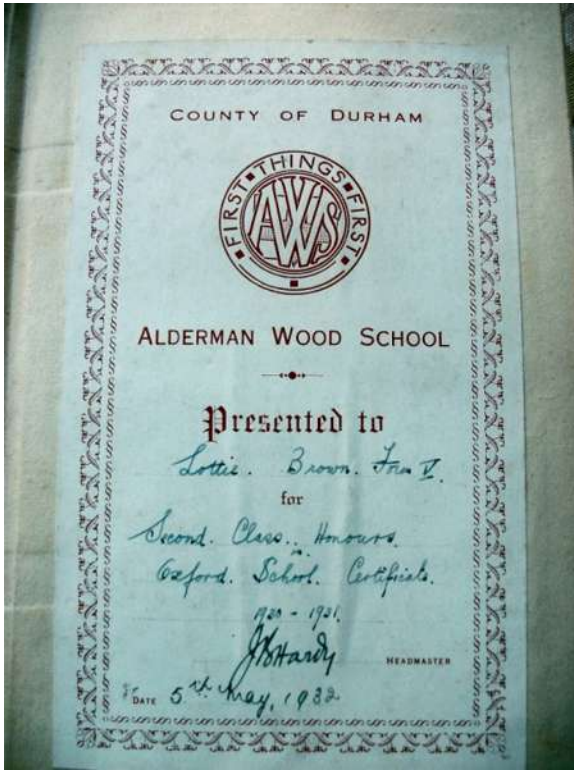 COUNTY OF DURHAM
FIRST THINGS FIRST
AWS
ALDERMAN WOOD SCHOOL
Presented to
Lottie. Brown. Form V.
for
Second. Class. Honours.
in
Oxford. School. Certificate.
1930 - 1931.
J B Hardy HEADMASTER
DATE 5th May, 1932